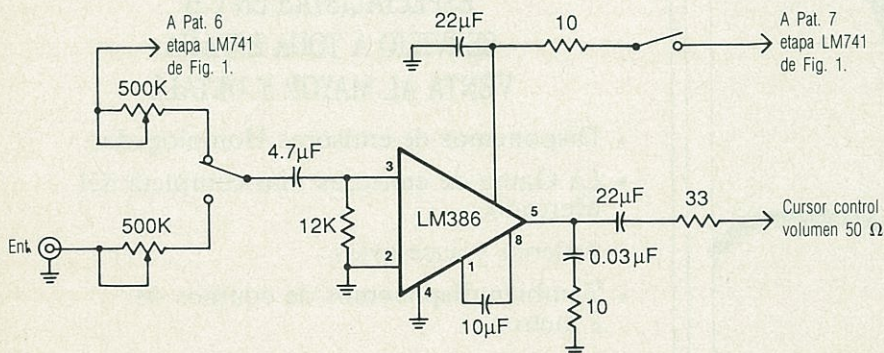 A Pat. 6
etapa LM741
de Fig. 1.
22µF
10
A Pat. 7
etapa LM741
de Fig. 1.
500K
4.7µF
500K
Ent.
12K
3
2
LM386
4
1
8
5
10µF
22µF
33
0.03µF
10
Cursor control
volumen 50 Ω